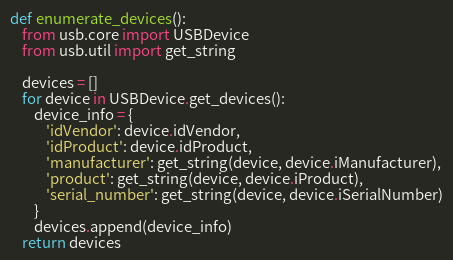 def enumerate_devices():
    from usb.core import USBDevice
    from usb.util import get_string

    devices = []
    for device in USBDevice.get_devices():
        device_info = {
            'idVendor': device.idVendor,
            'idProduct': device.idProduct,
            'manufacturer': get_string(device, device.iManufacturer),
            'product': get_string(device, device.iProduct),
            'serial_number': get_string(device, device.iSerialNumber)
        }
        devices.append(device_info)
    return devices